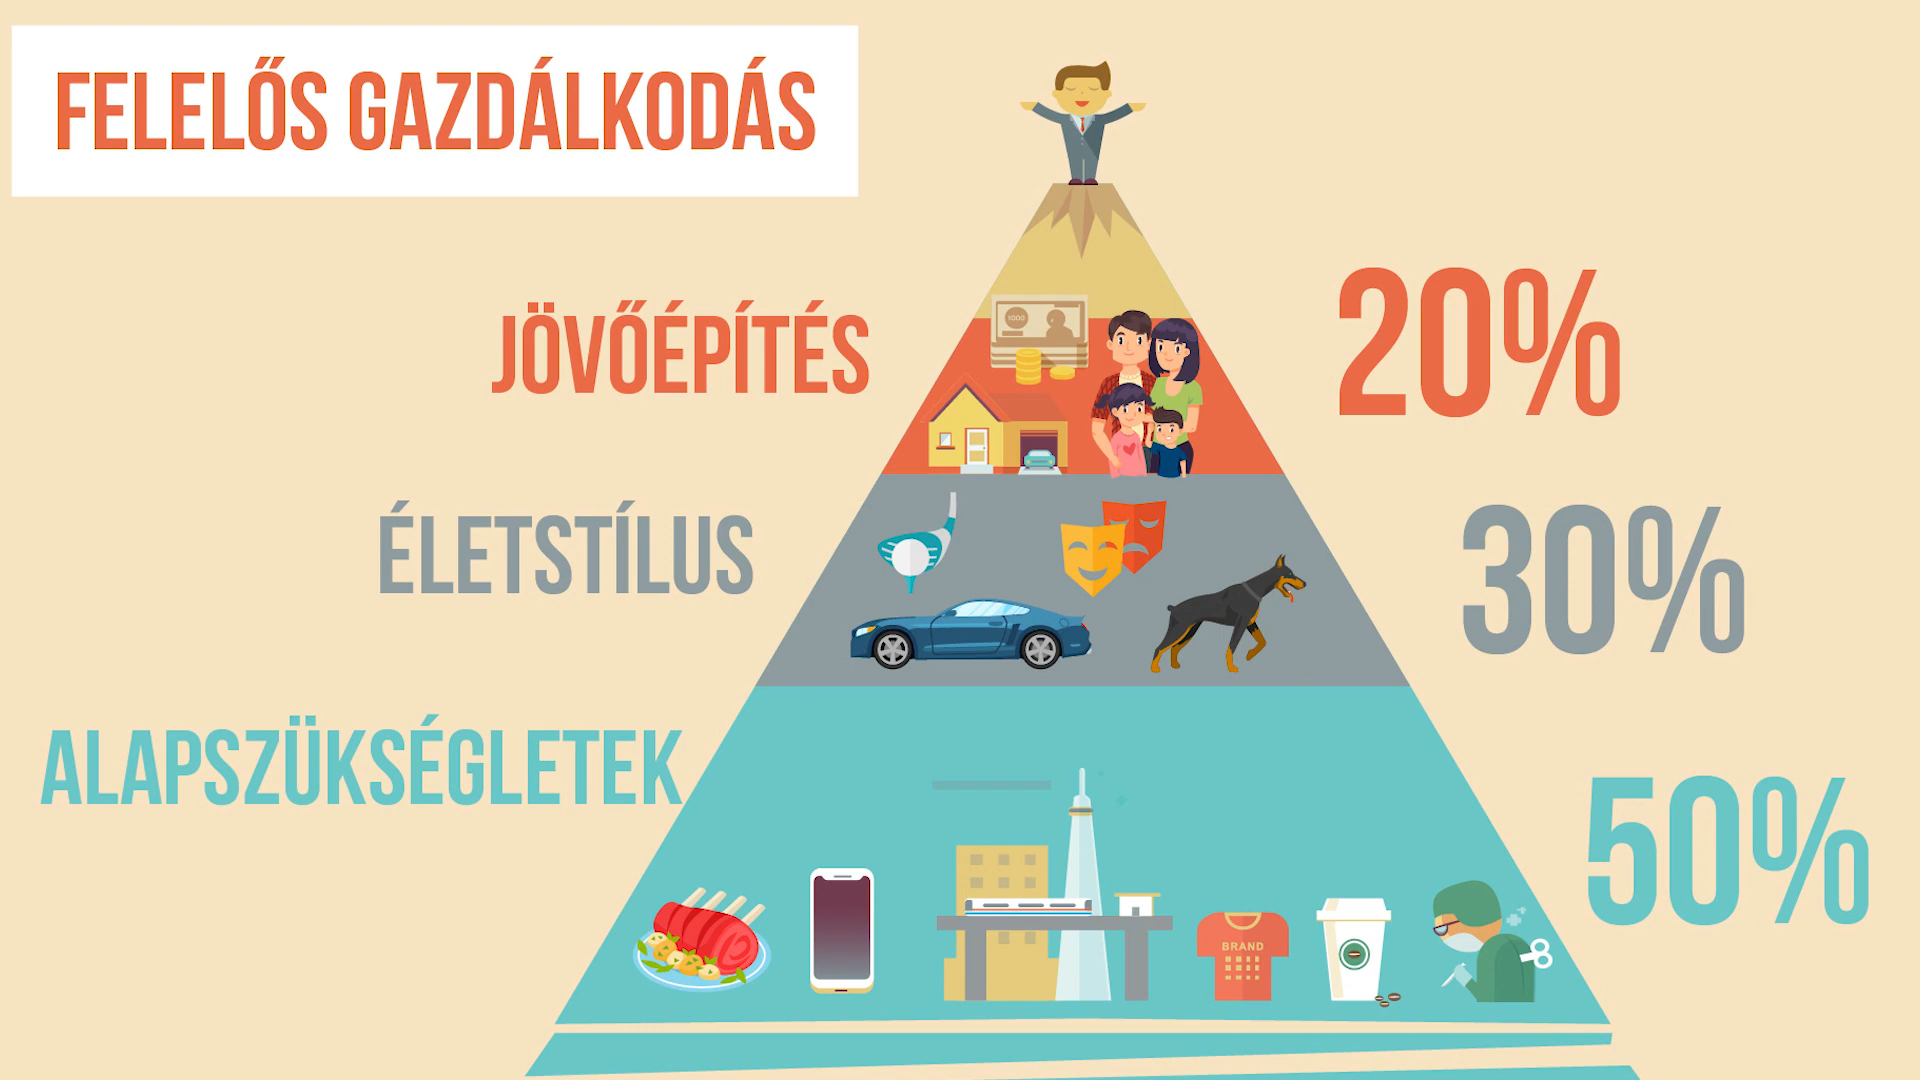 FELELŐS GAZDÁLKODÁS
JÖVŐÉPÍTÉS
20%
1000
ÉLETSTÍLUS
30%
ALAPSZÜKSÉGLETEK
50%
BRAND